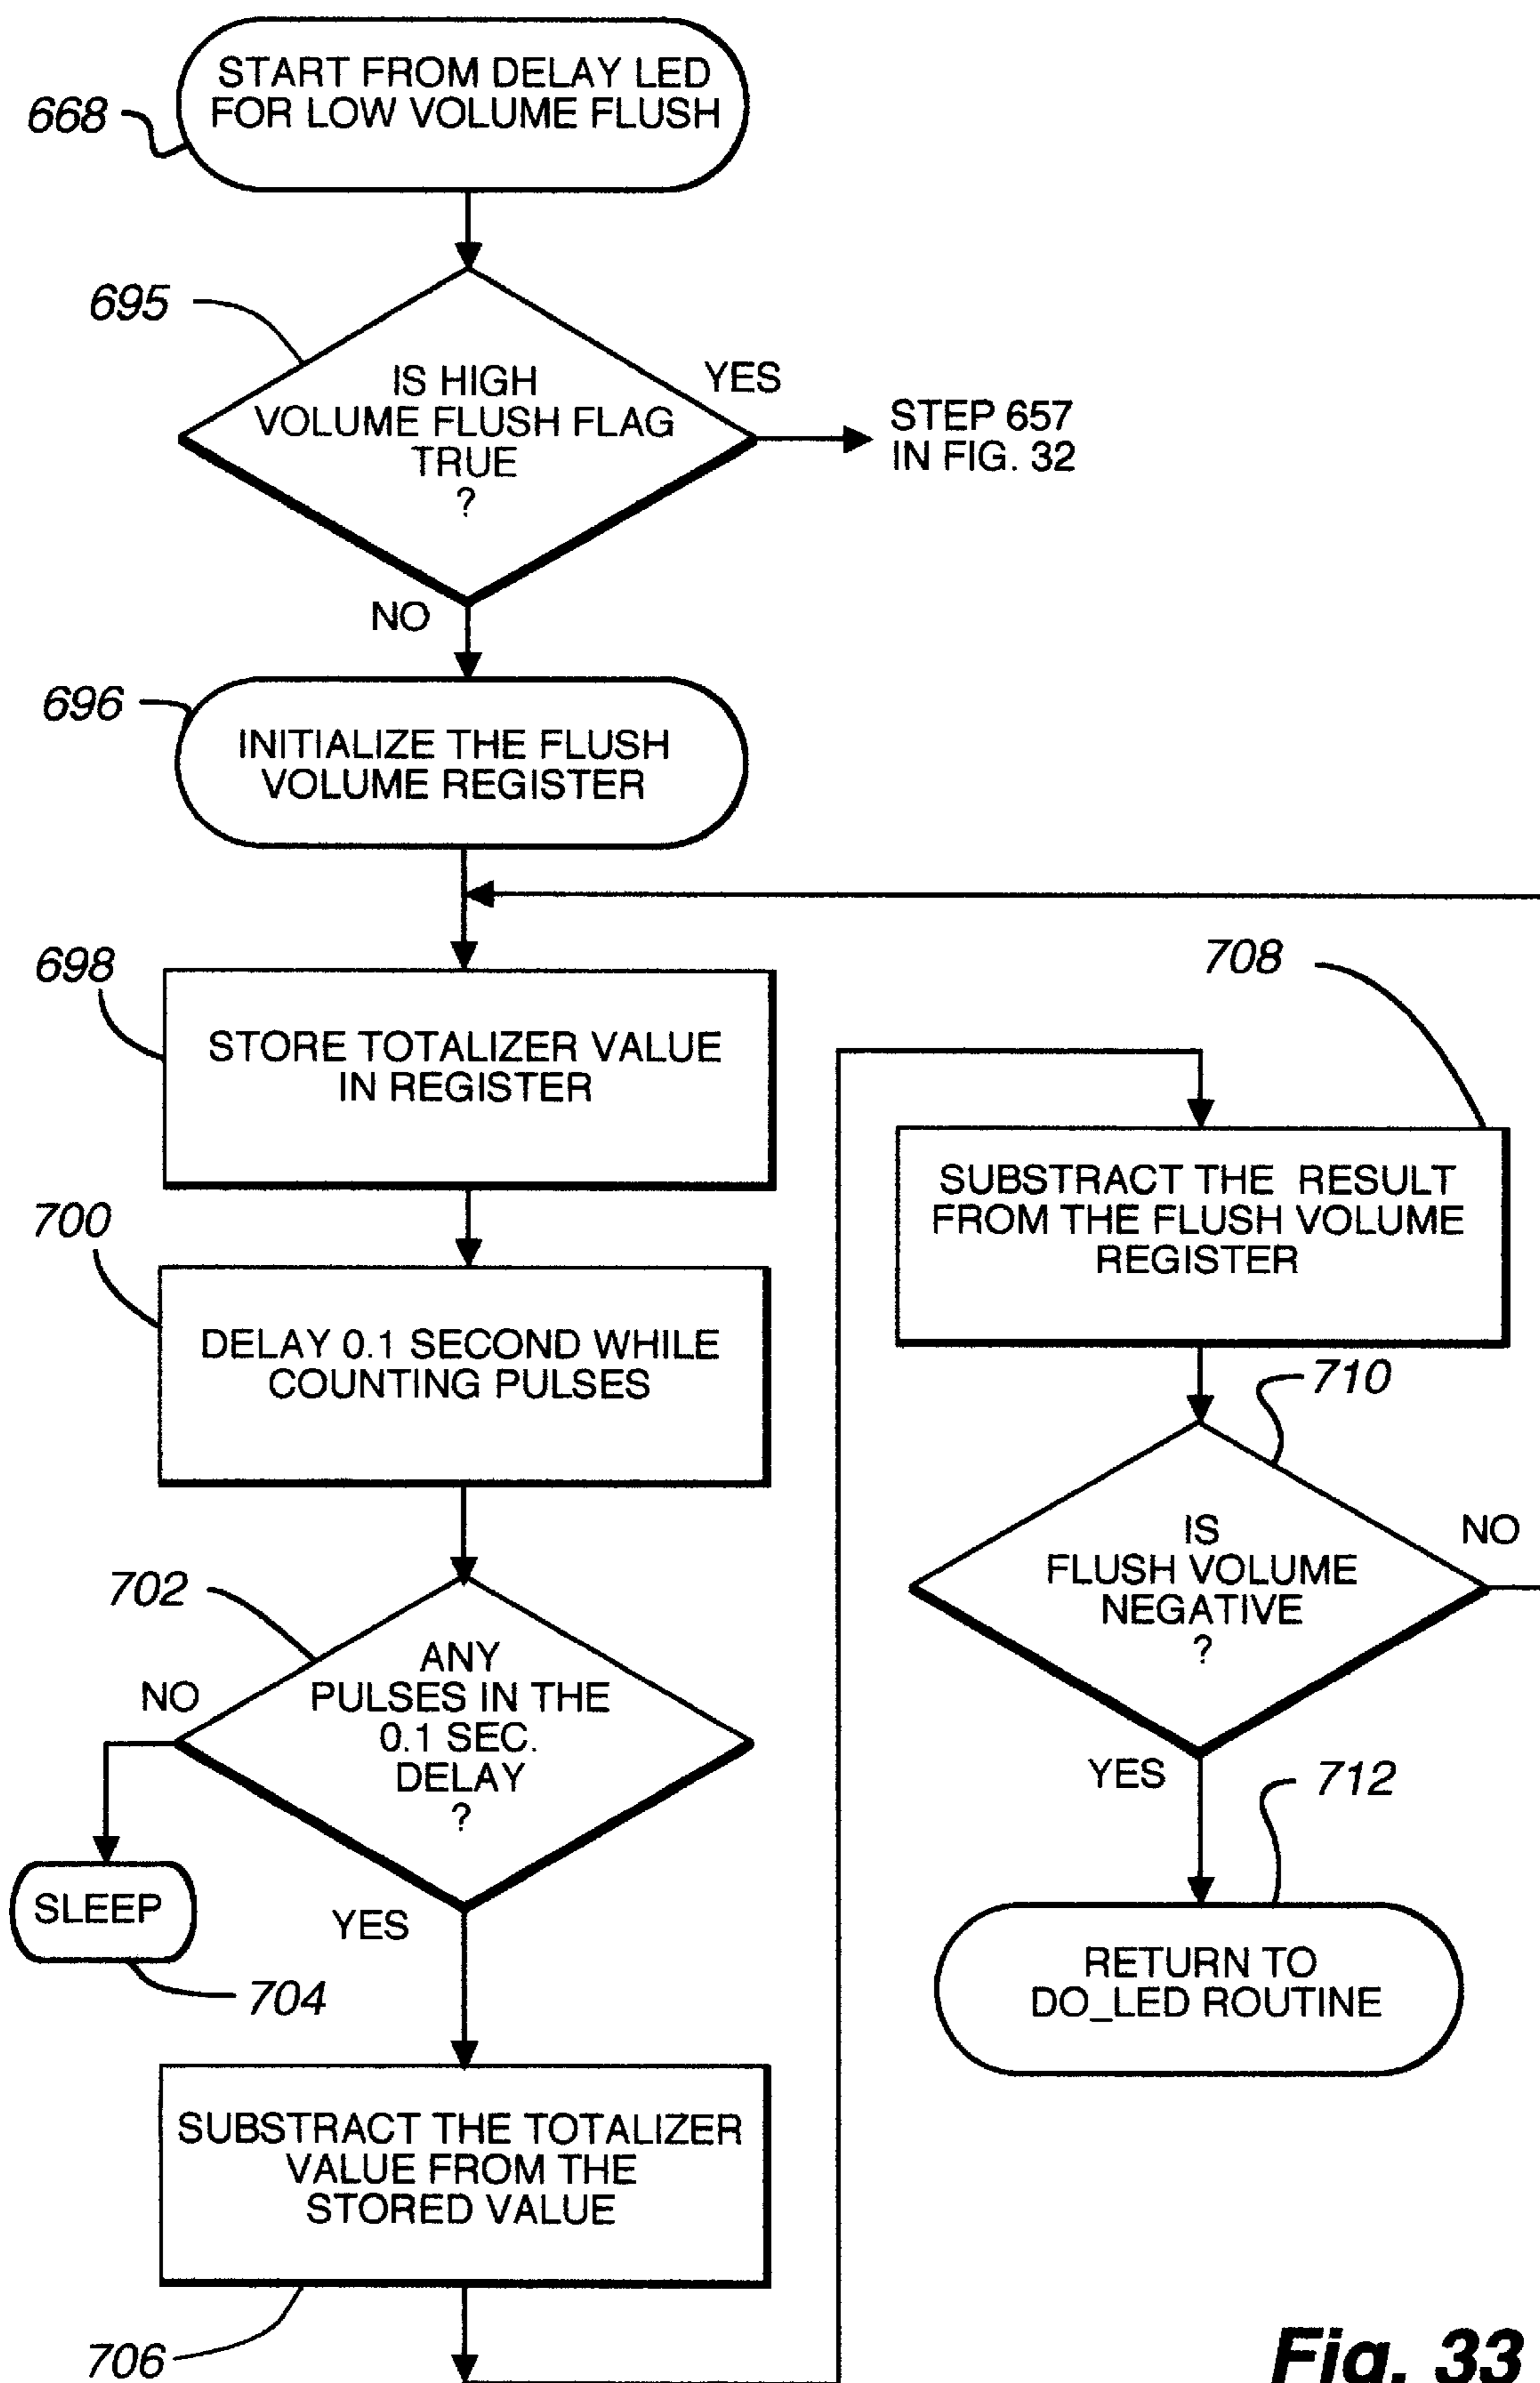 START FROM DELAY LED
FOR LOW VOLUME FLUSH
668
695
IS HIGH
VOLUME FLUSH FLAG
TRUE
?
YES
STEP 657
IN FIG. 32
NO
696
INITIALIZE THE FLUSH
VOLUME REGISTER
698
STORE TOTALIZER VALUE
IN REGISTER
700
DELAY 0.1 SECOND WHILE
COUNTING PULSES
702
ANY
PULSES IN THE
0.1 SEC.
DELAY
?
NO
SLEEP
704
YES
SUBSTRACT THE TOTALIZER
VALUE FROM THE
STORED VALUE
706
708
SUBSTRACT THE RESULT
FROM THE FLUSH VOLUME
REGISTER
710
IS
FLUSH VOLUME
NEGATIVE
?
NO
YES
712
RETURN TO
DO_LED ROUTINE
Fig. 33